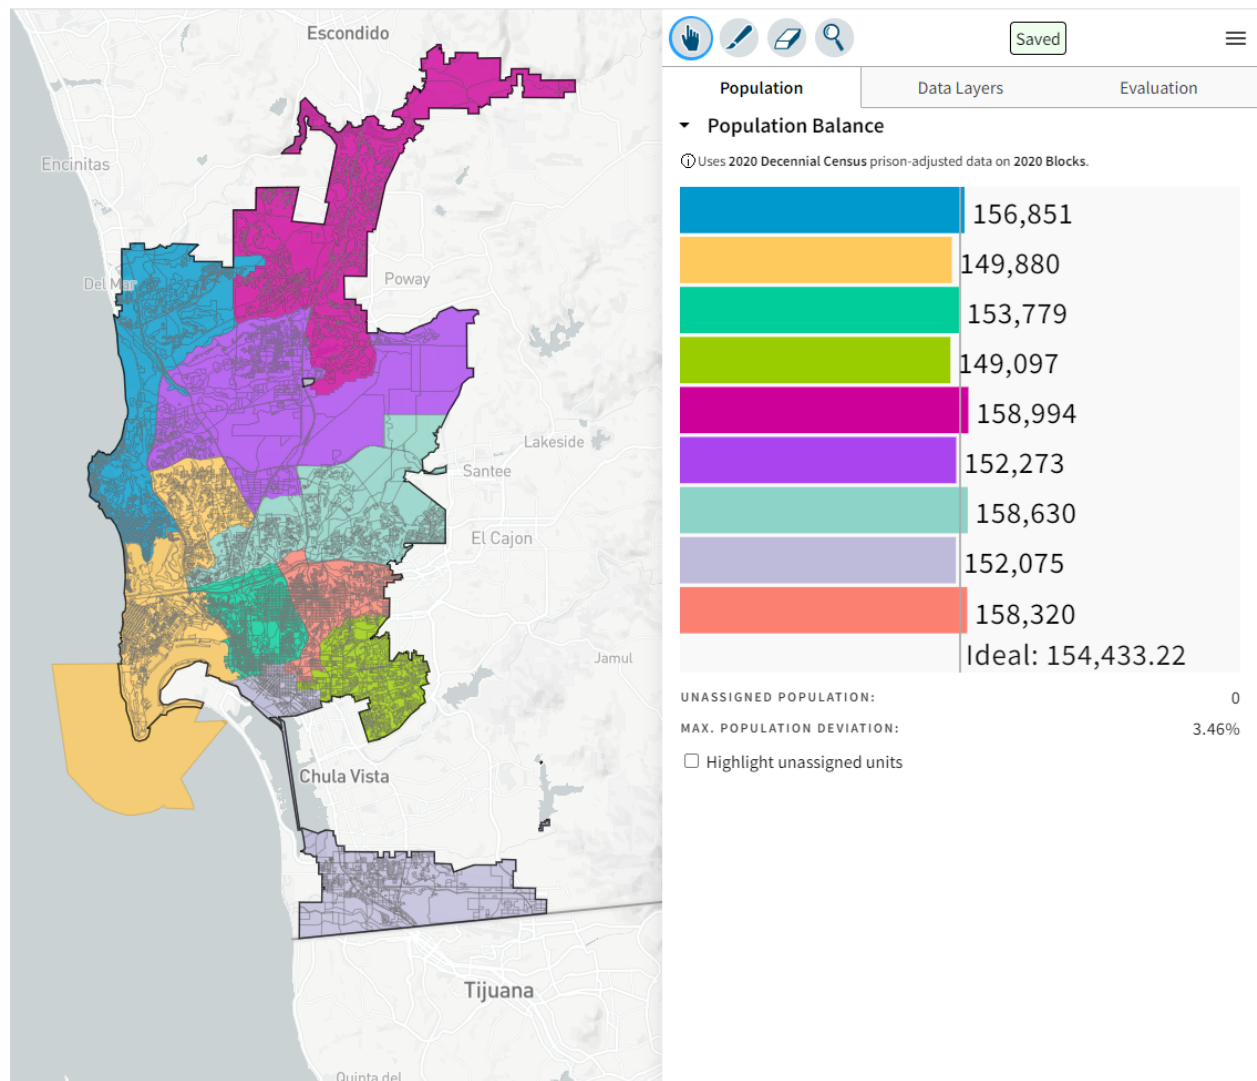 Escondido
Encinitas
Del Mar
Poway
Lakeside
Santee
El Cajon
Jamul
Chula Vista
Tijuana
Quinta del
Saved
Population
Data Layers
Evaluation
Population Balance
Uses 2020 Decennial Census prison-adjusted data on 2020 Blocks.
156,851
149,880
153,779
149,097
158,994
152,273
158,630
152,075
158,320
Ideal: 154,433.22
UNASSIGNED POPULATION: 0
MAX. POPULATION DEVIATION: 3.46%
Highlight unassigned units